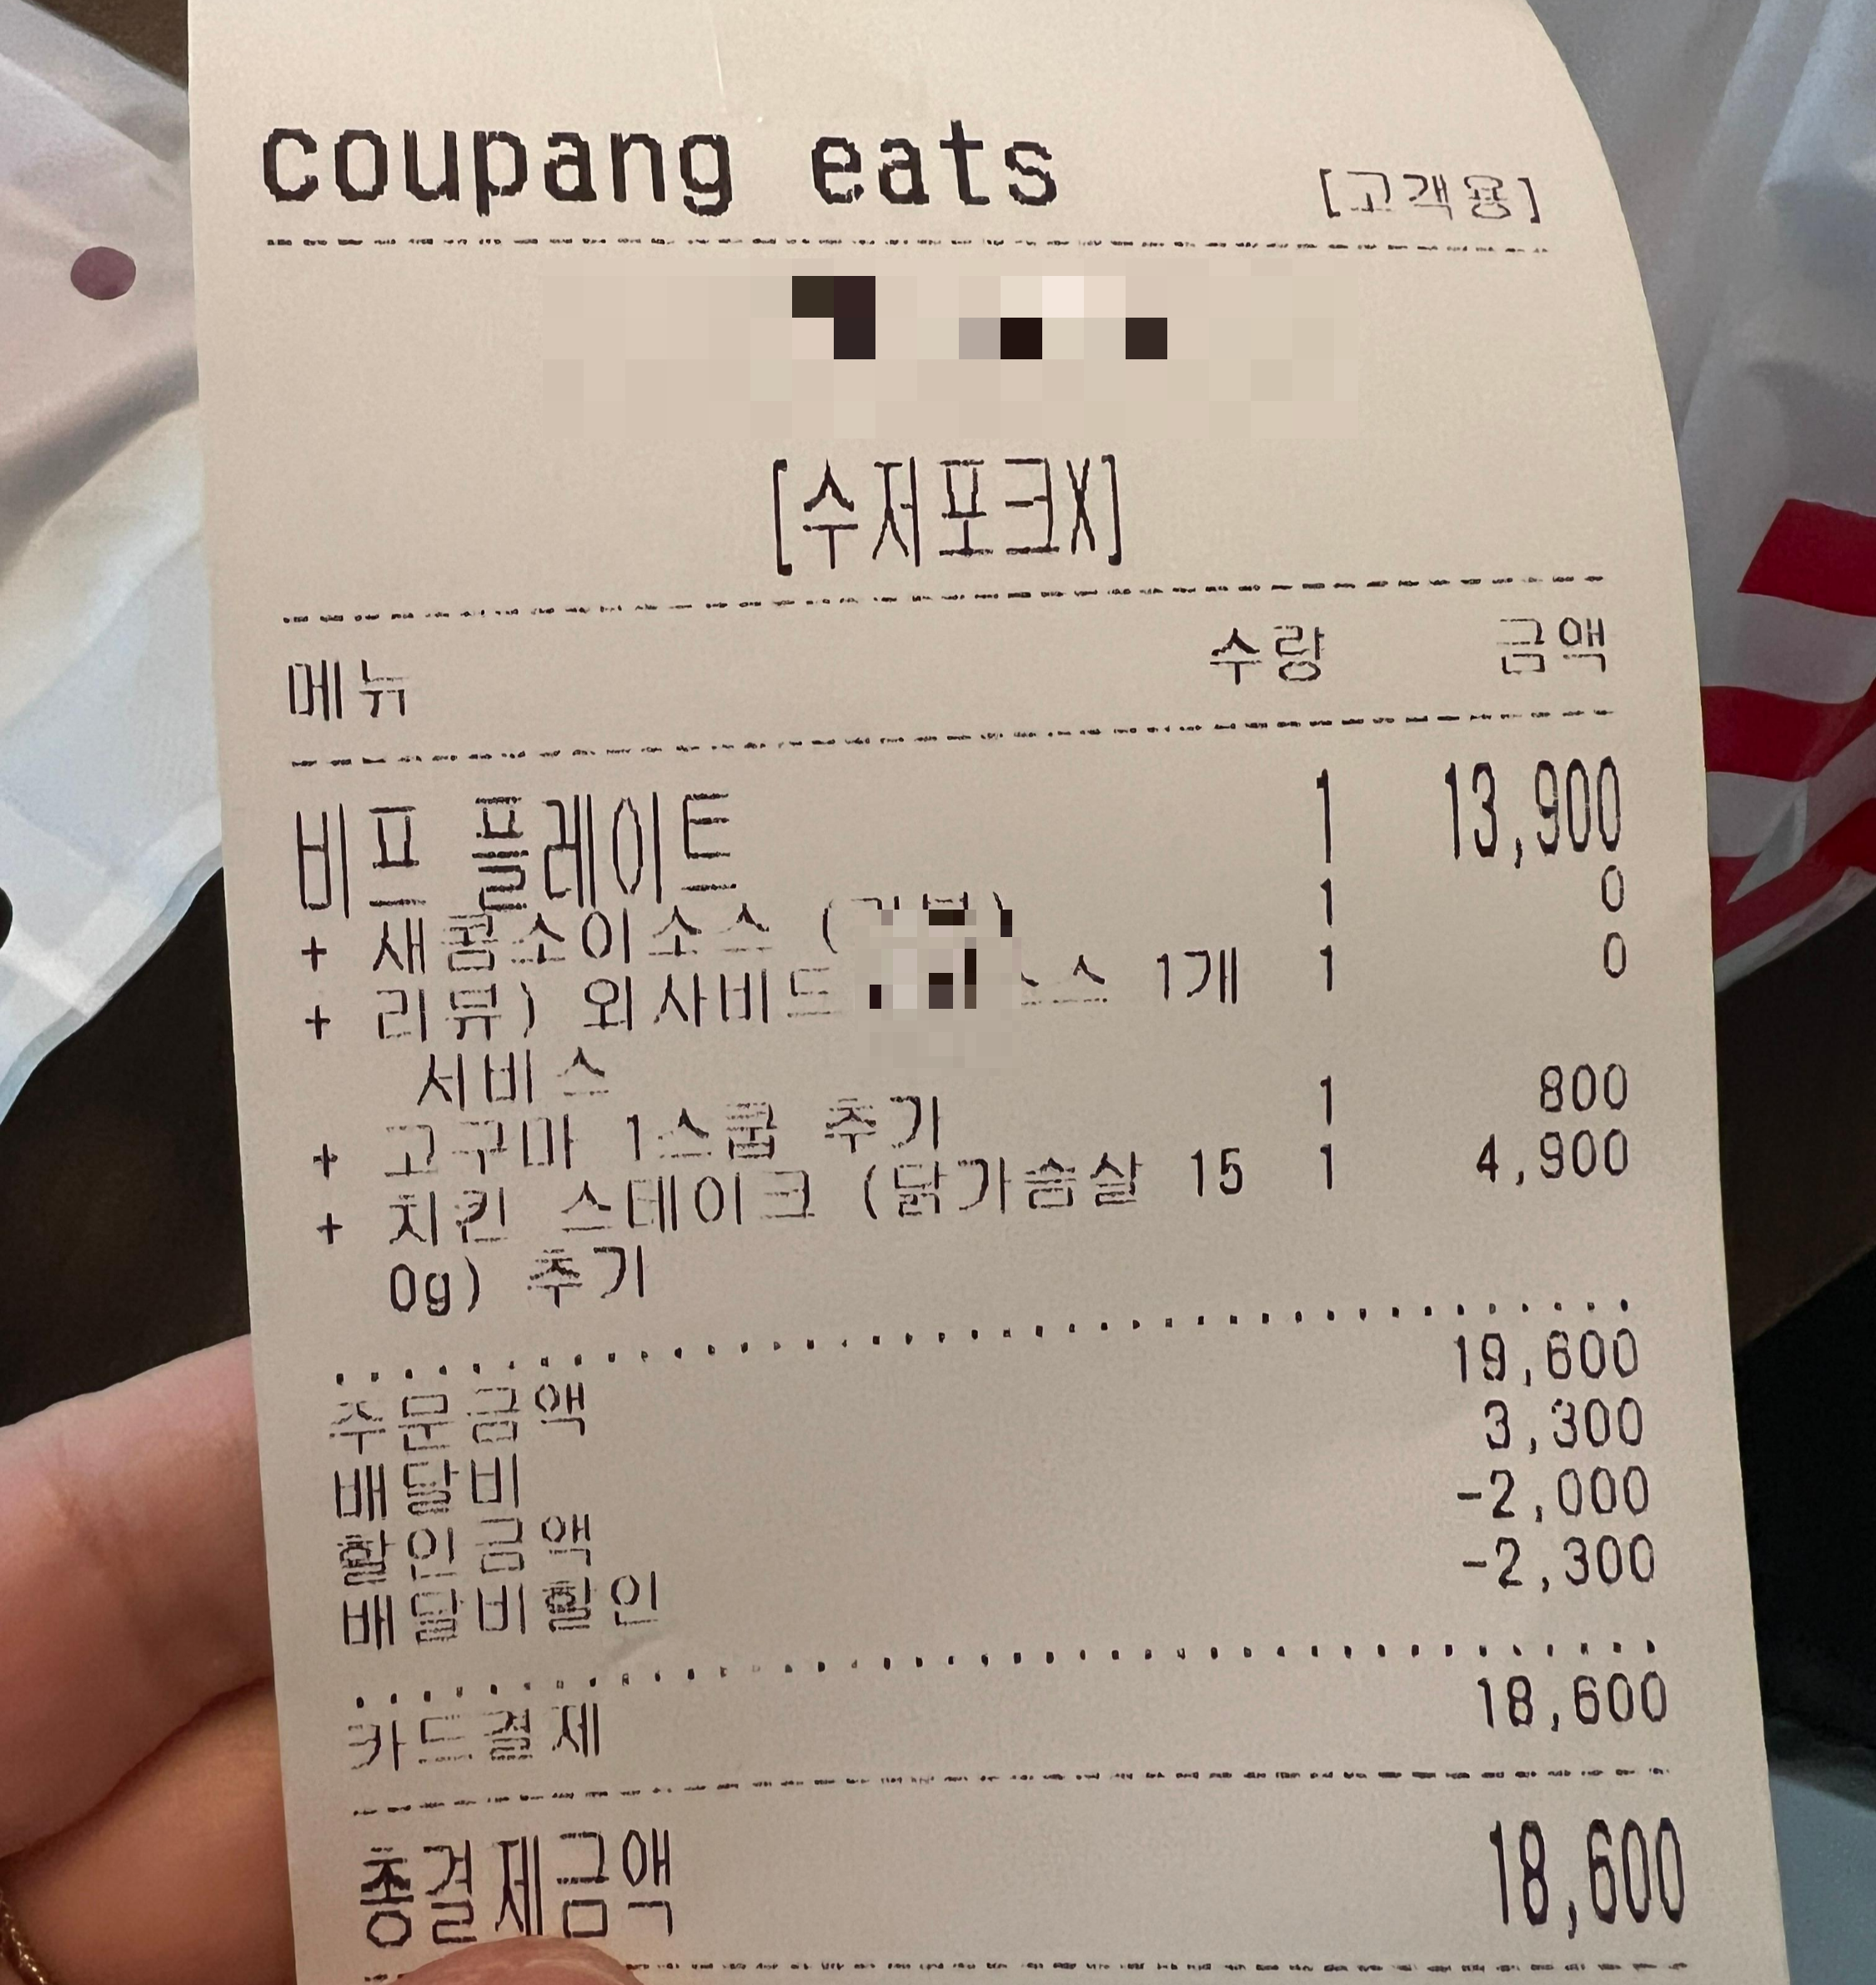 coupang eats [고객용]
[수저포크X]
메뉴 수량 금액
비프 플레이트 1 13,900
+ 새콤소이소스 ( 1 0
+ 리뷰) 외사비드 소스 1개 1 0
서비스
+ 고구마 1스쿱 추가 1 800
+ 치킨 스테이크 (닭가슴살 15 1 4,900
0g) 추가
주문금액 19,600
배달비 3,300
할인금액 -2,000
배달비할인 -2,300
카드결제 18,600
총결제금액 18,600